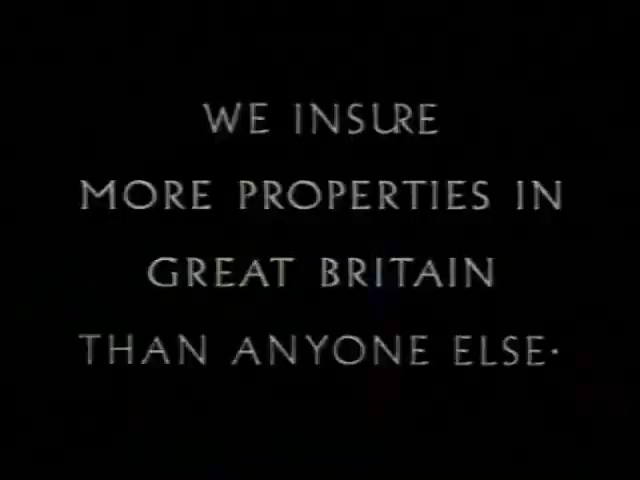 WE INSURE
MORE PROPERTIES IN
GREAT BRITAIN
THAN ANYONE ELSE·